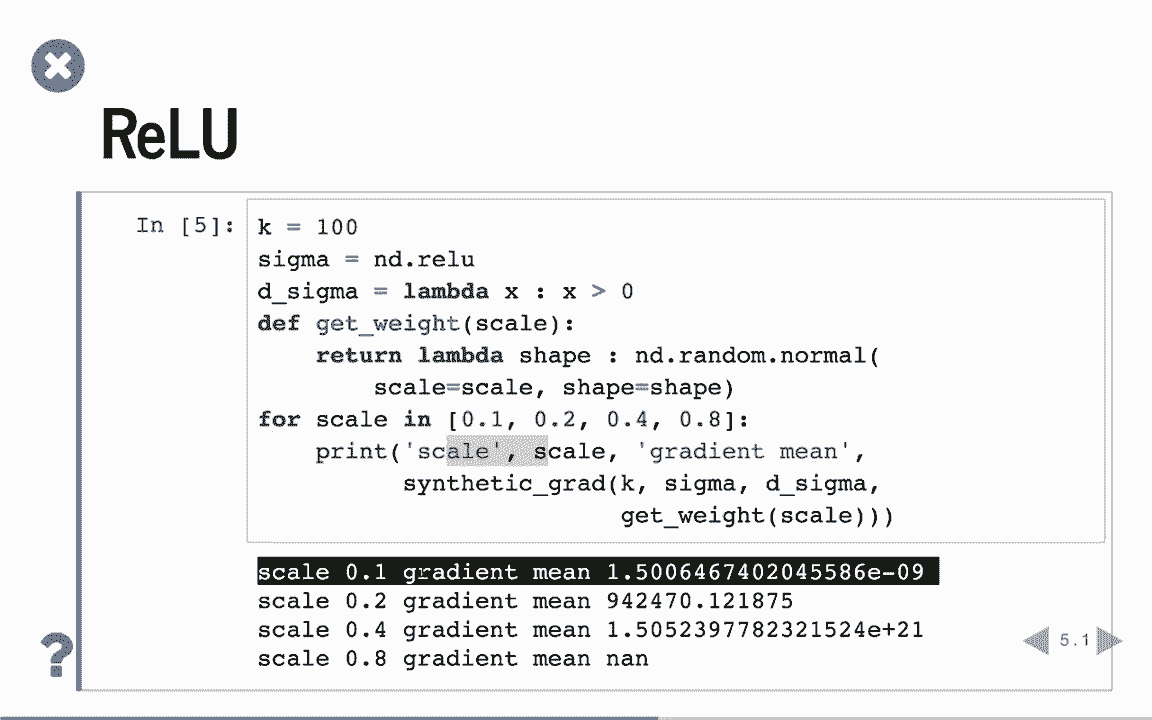 ReLU
In [5]:
k = 100
sigma = nd.relu
d_sigma = lambda x : x > 0
def get_weight(scale):
    return lambda shape : nd.random.normal(
        scale=scale, shape=shape)
for scale in [0.1, 0.2, 0.4, 0.8]:
    print('scale', scale, 'gradient mean',
          synthetic_grad(k, sigma, d_sigma,
                         get_weight(scale)))
scale 0.1 gradient mean 1.5006467402045586e-09
scale 0.2 gradient mean 942470.121875
scale 0.4 gradient mean 1.5052397782321524e+21
scale 0.8 gradient mean nan
?
5.1